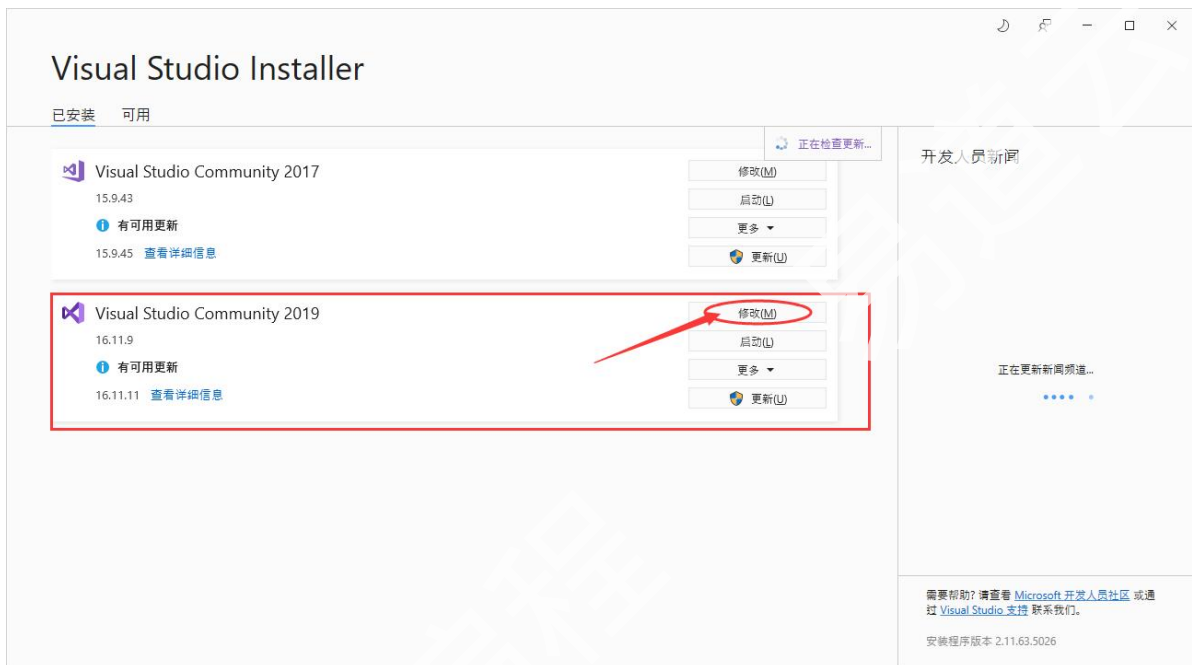 Visual Studio Installer
已安装 可用
正在检查更新...
Visual Studio Community 2017
修改(M)
15.9.43
启动(L)
有可用更新
更多
15.9.45 查看详细信息
更新(U)
Visual Studio Community 2019
修改(M)
16.11.9
启动(L)
有可用更新
更多
16.11.11 查看详细信息
更新(U)
开发人员新闻
正在更新新闻频道...
需要帮助? 请查看 Microsoft 开发人员社区 或通
过 Visual Studio 支持 联系我们。
安装程序版本 2.11.63.5026